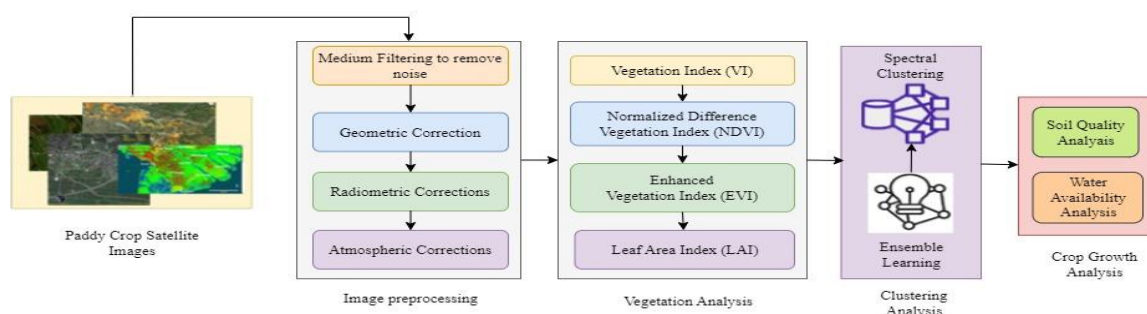 Paddy Crop Satellite
Images
Medium Filtering to remove
noise
Geometric Correction
Radiometric Corrections
Atmospheric Corrections
Image preprocessing
Vegetation Index (VI)
Normalized Difference
Vegetation Index (NDVI)
Enhanced
Vegetation Index (EVI)
Leaf Area Index (LAI)
Vegetation Analysis
Spectral
Clustering
Ensemble
Learning
Clustering
Analysis
Soil Quality
Analysis
Water
Availability
Analysis
Crop Growth
Analysis